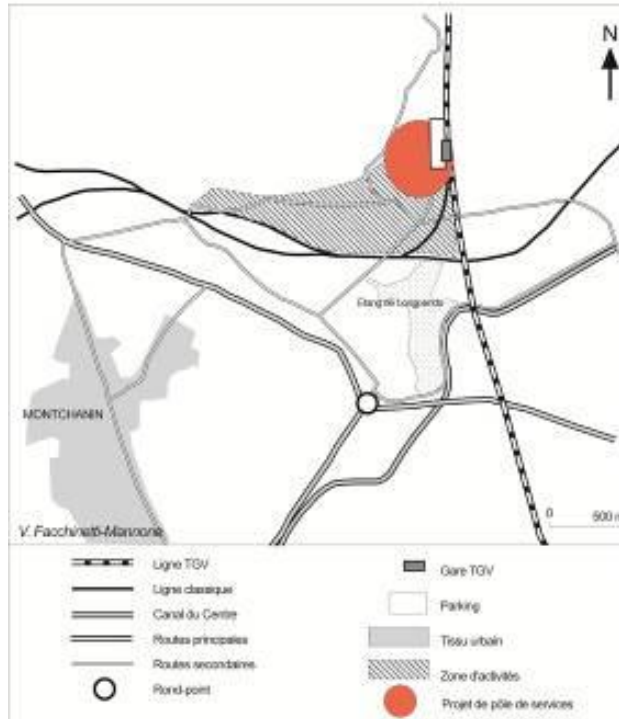 N
Etang de Longpendu
MONTCHANIN
0 500 m
V. Facchinetti-Mannone
Ligne TGV
Ligne classique
Canal du Centre
Routes principales
Routes secondaires
Rond-point
Gare TGV
Parking
Tissu urbain
Zone d'activités
Projet de pôle de services